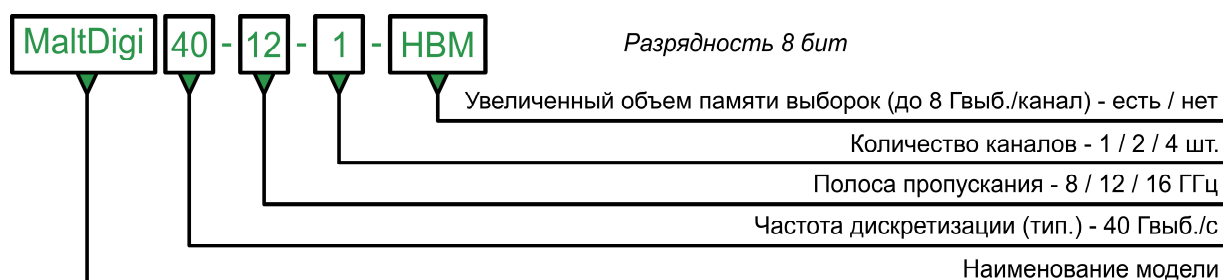 MaltDigi 40 - 12 - 1 - HBM Разрядность 8 бит
Увеличенный объем памяти выборок (до 8 Гвыб./канал) - есть / нет
Количество каналов - 1 / 2 / 4 шт.
Полоса пропускания - 8 / 12 / 16 ГГц
Частота дискретизации (тип.) - 40 Гвыб./с
Наименование модели